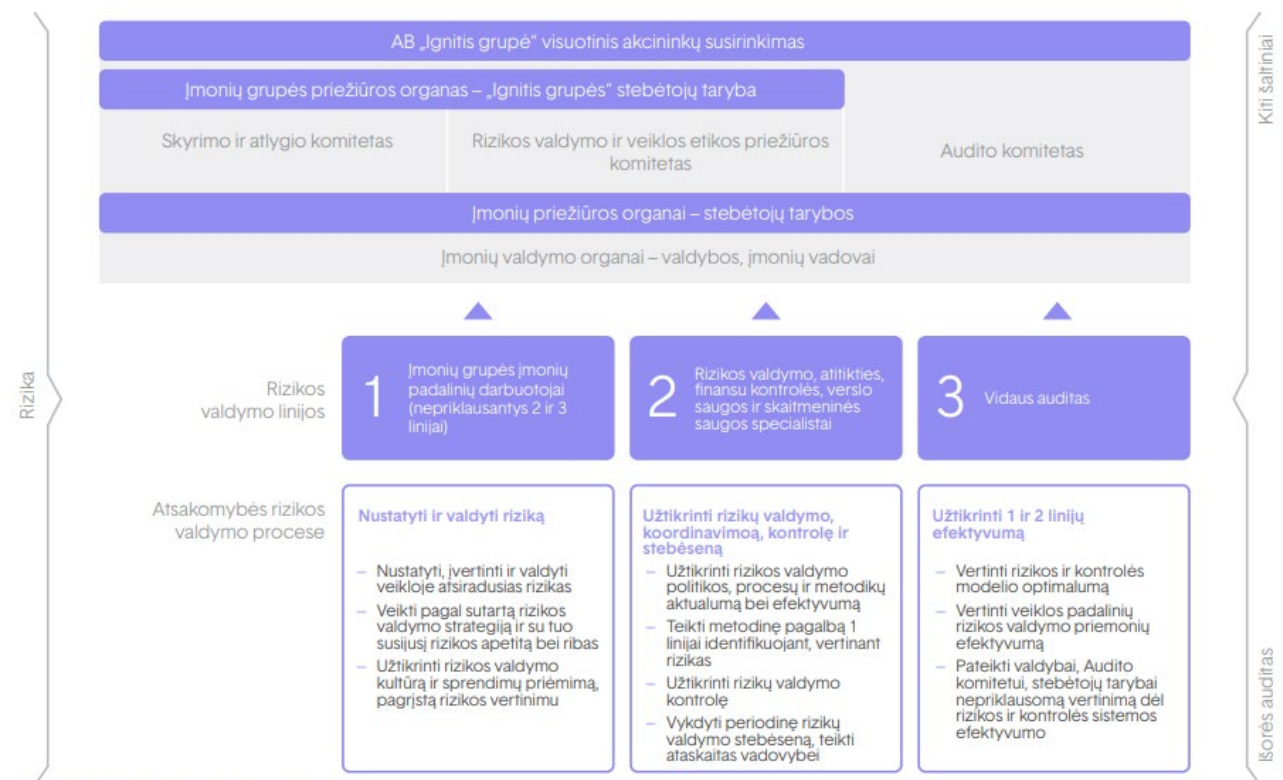 AB „Ignitis grupė“ visuotinis akcininkų susirinkimas
Įmonių grupės priežiūros organas – „Ignitis grupės“ stebėtojų taryba
Skyrimo ir atlygio komitetas
Rizikos valdymo ir veiklos etikos priežiūros
komitetas
Audito komitetas
Įmonių priežiūros organai – stebėtojų tarybos
Įmonių valdymo organai – valdybos, įmonių vadovai
Rizika
Kiti šaltiniai
Išorės auditas
Rizikos
valdymo linijos
1
Įmonių grupės įmonių
padalinių darbuotojai
(nepriklausantys 2 ir 3
linijai)
2
Rizikos valdymo, atitikties,
finansu kontrolės, verslo
saugos ir skaitmeninės
saugos specialistai
3
Vidaus auditas
Atsakomybės rizikos
valdymo procese
Nustatyti ir valdyti riziką
– Nustatyti, įvertinti ir valdyti
veikloje atsiradusias rizikas
– Veikti pagal sutartą rizikos
valdymo strategiją ir su tuo
susijusį rizikos apetitą bei ribas
– Užtikrinti rizikos valdymo
kultūrą ir sprendimų priėmimą,
pagrįstą rizikos vertinimu
Užtikrinti rizikų valdymo,
koordinavimoą, kontrolę ir
stebėseną
– Užtikrinti rizikos valdymo
politikos, procesų ir metodikų
aktualumą bei efektyvumą
– Teikti metodinę pagalbą 1
linijai identifikuojant, vertinant
rizikas
– Užtikrinti rizikų valdymo
kontrolę
– Vykdyti periodinę rizikų
valdymo stebėseną, teikti
ataskaitas vadovybei
Užtikrinti 1 ir 2 linijų
efektyvumą
– Vertinti rizikos ir kontrolės
modelio optimalumą
– Vertinti veiklos padalinių
rizikos valdymo priemonių
efektyvumą
– Pateikti valdybai, Audito
komitetui, stebėtojų tarybai
nepriklausomą vertinimą dėl
rizikos ir kontrolės sistemos
efektyvumo